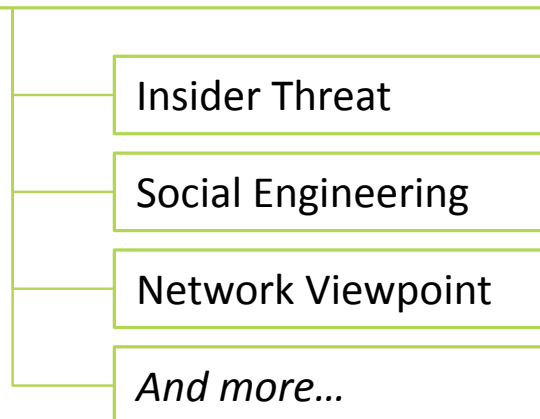 Insider Threat
Social Engineering
Network Viewpoint
And more…